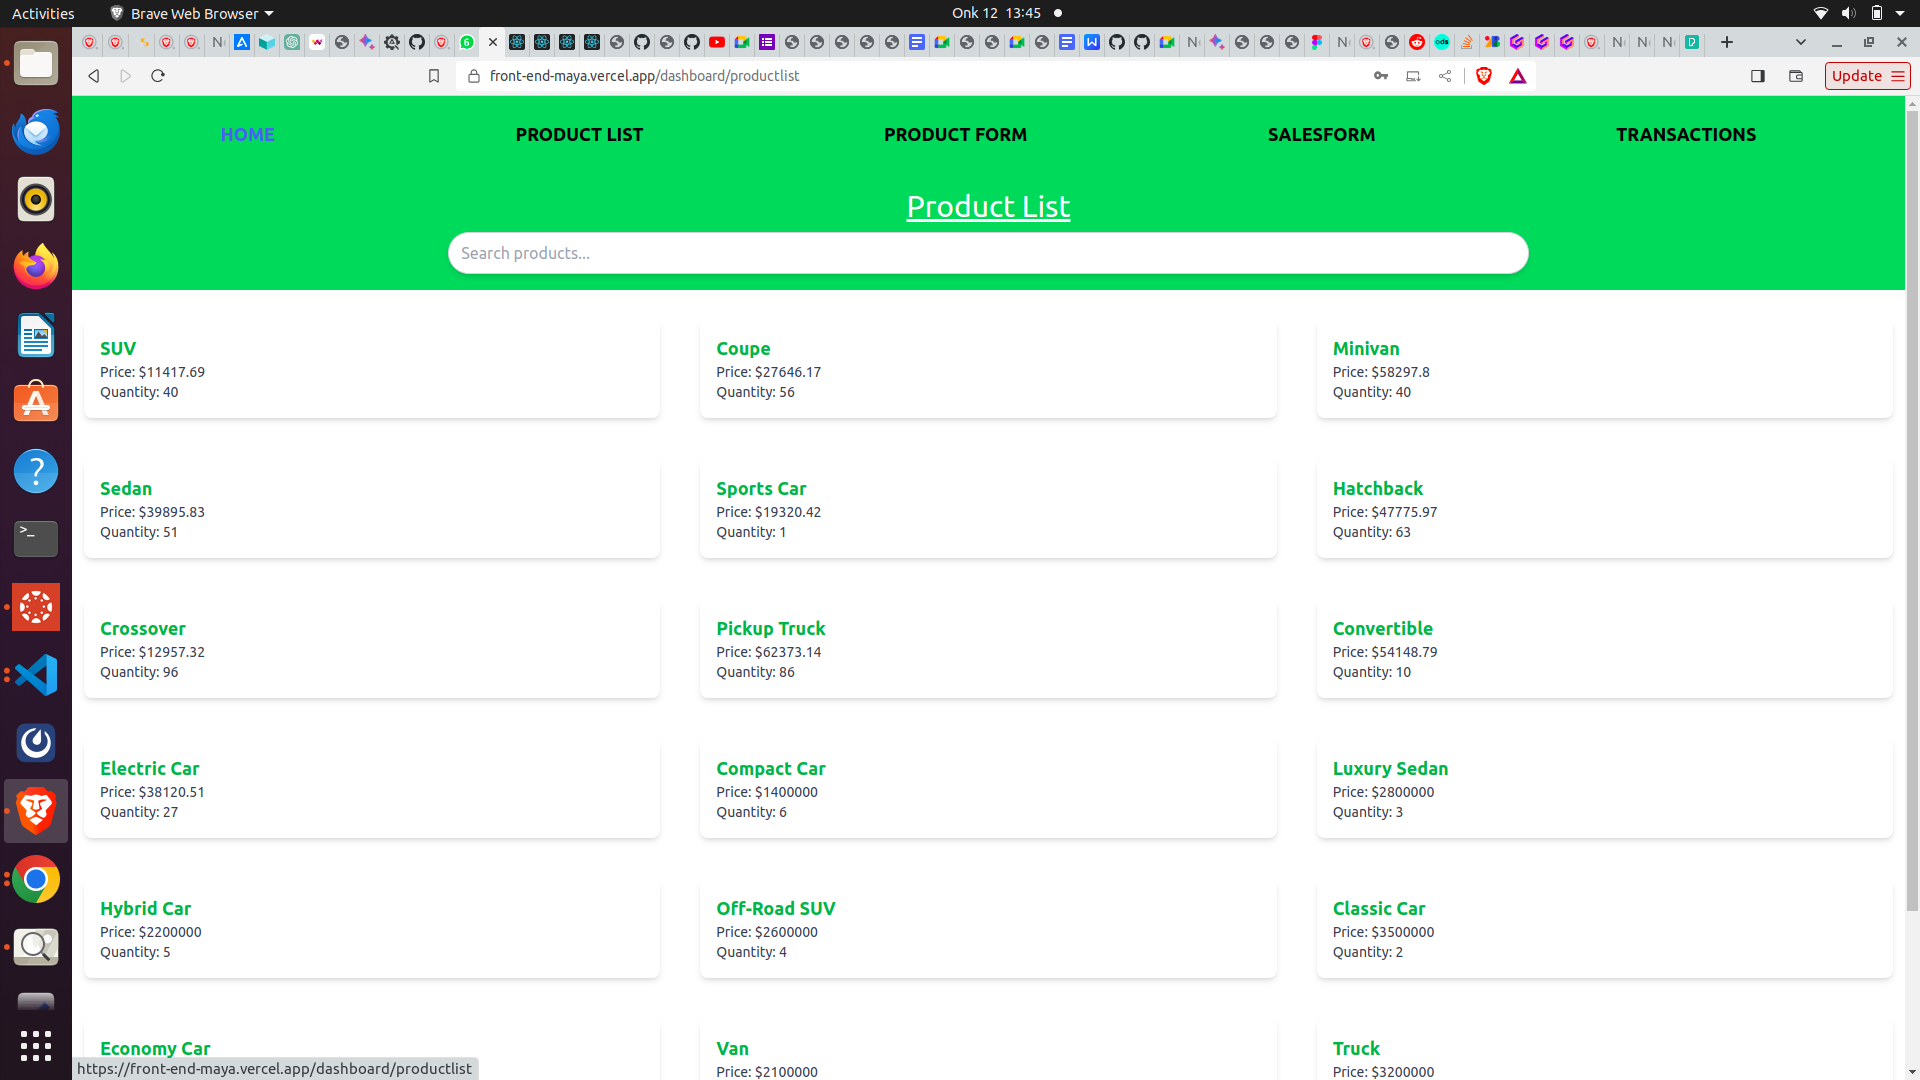 Activities
Brave Web Browser
Onk 12 13:45
6
front-end-maya.vercel.app/dashboard/productlist
Update
HOME
PRODUCT LIST
PRODUCT FORM
SALESFORM
TRANSACTIONS
Product List
Search products...
SUV
Price: $11417.69
Quantity: 40
Coupe
Price: $27646.17
Quantity: 56
Minivan
Price: $58297.8
Quantity: 40
Sedan
Price: $39895.83
Quantity: 51
Sports Car
Price: $19320.42
Quantity: 1
Hatchback
Price: $47775.97
Quantity: 63
Crossover
Price: $12957.32
Quantity: 96
Pickup Truck
Price: $62373.14
Quantity: 86
Convertible
Price: $54148.79
Quantity: 10
Electric Car
Price: $38120.51
Quantity: 27
Compact Car
Price: $1400000
Quantity: 6
Luxury Sedan
Price: $2800000
Quantity: 3
Hybrid Car
Price: $2200000
Quantity: 5
Off-Road SUV
Price: $2600000
Quantity: 4
Classic Car
Price: $3500000
Quantity: 2
Economy Car
Van
Price: $2100000
Truck
Price: $3200000
https://front-end-maya.vercel.app/dashboard/productlist